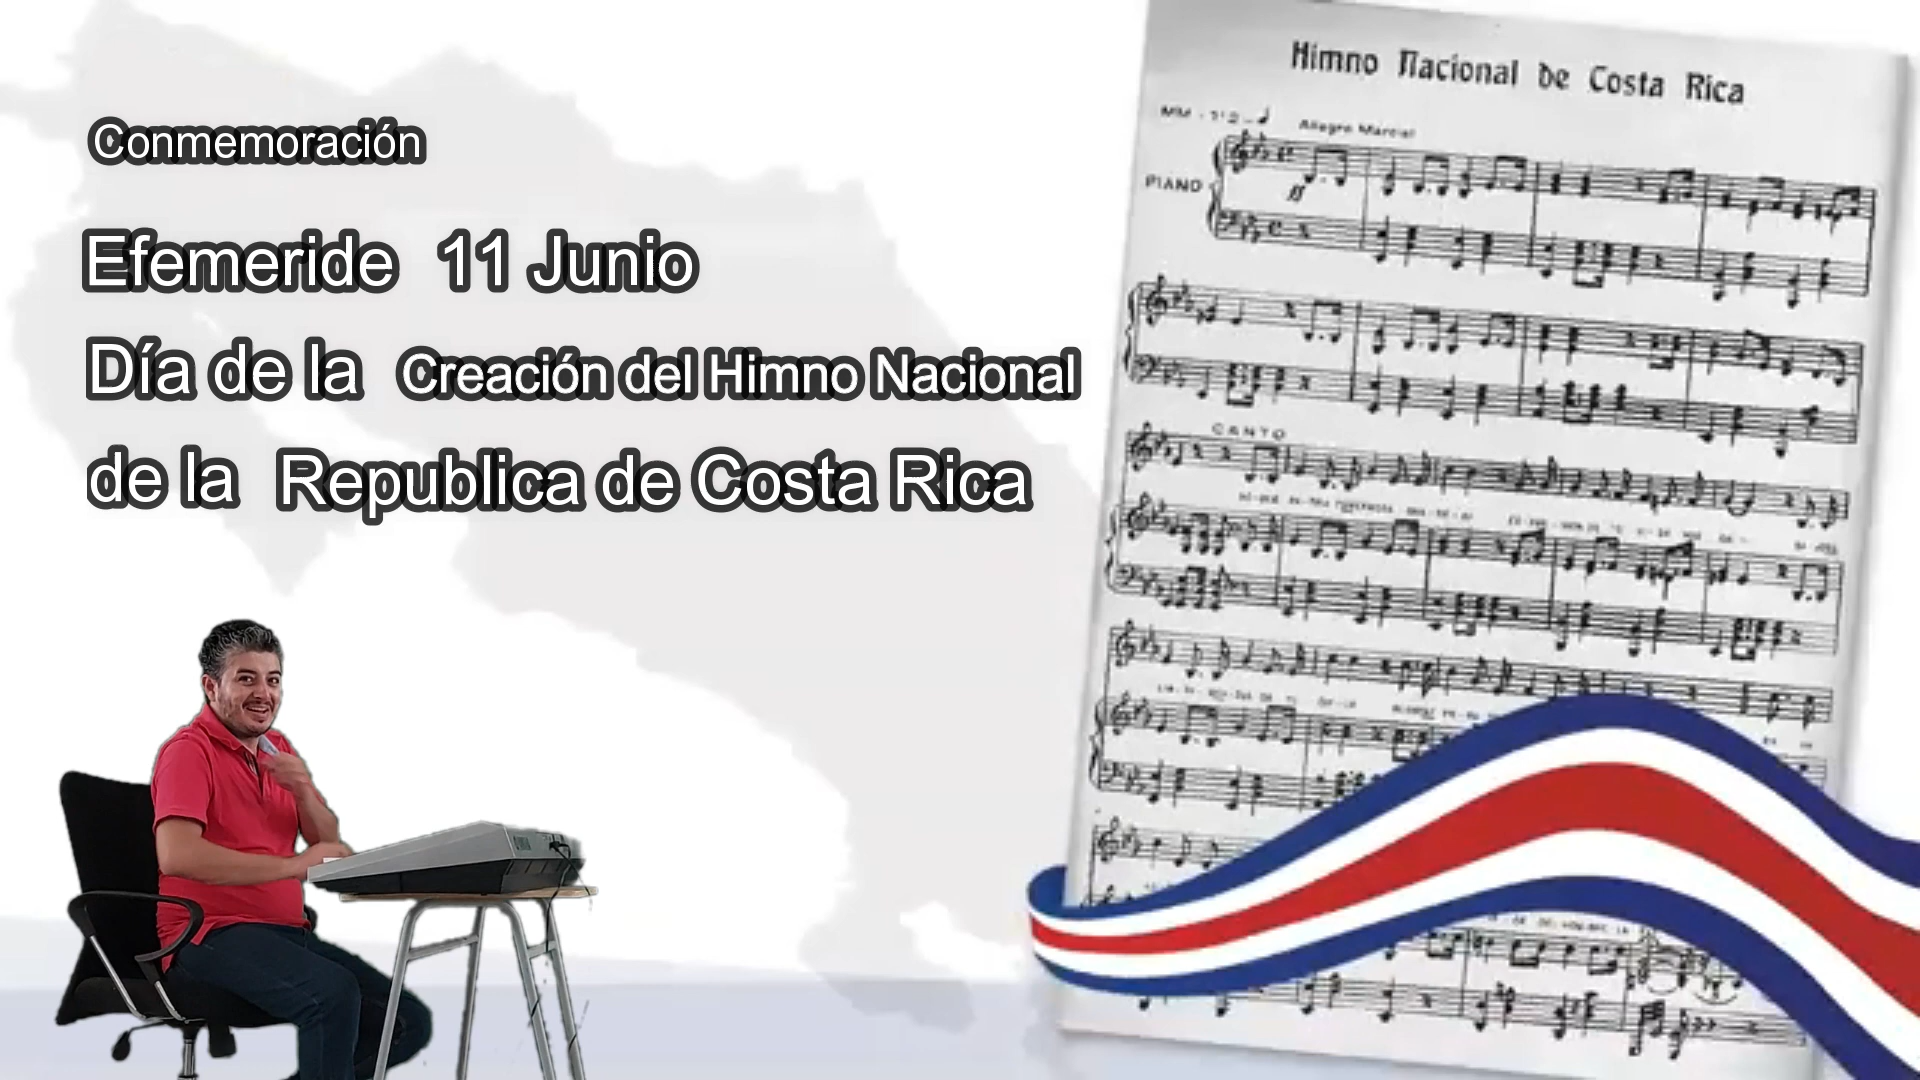 Conmemoración
Efemeride 11 Junio
Día de la Creación del Himno Nacional
de la Republica de Costa Rica
Himno Nacional de Costa Rica
Allegro Marcial
PIANO
CANTO